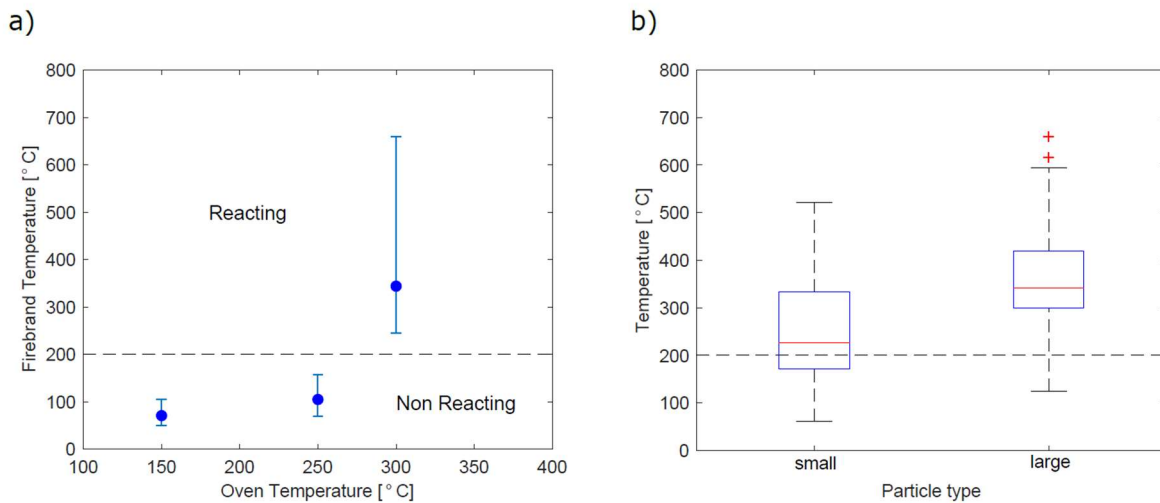 a)
800
700
600
500
400
300
200
100
0
Firebrand Temperature [°C]
Reacting
Non Reacting
100
150
200
250
300
350
400
Oven Temperature [°C]
b)
800
700
600
500
400
300
200
100
0
Temperature [°C]
small
large
Particle type